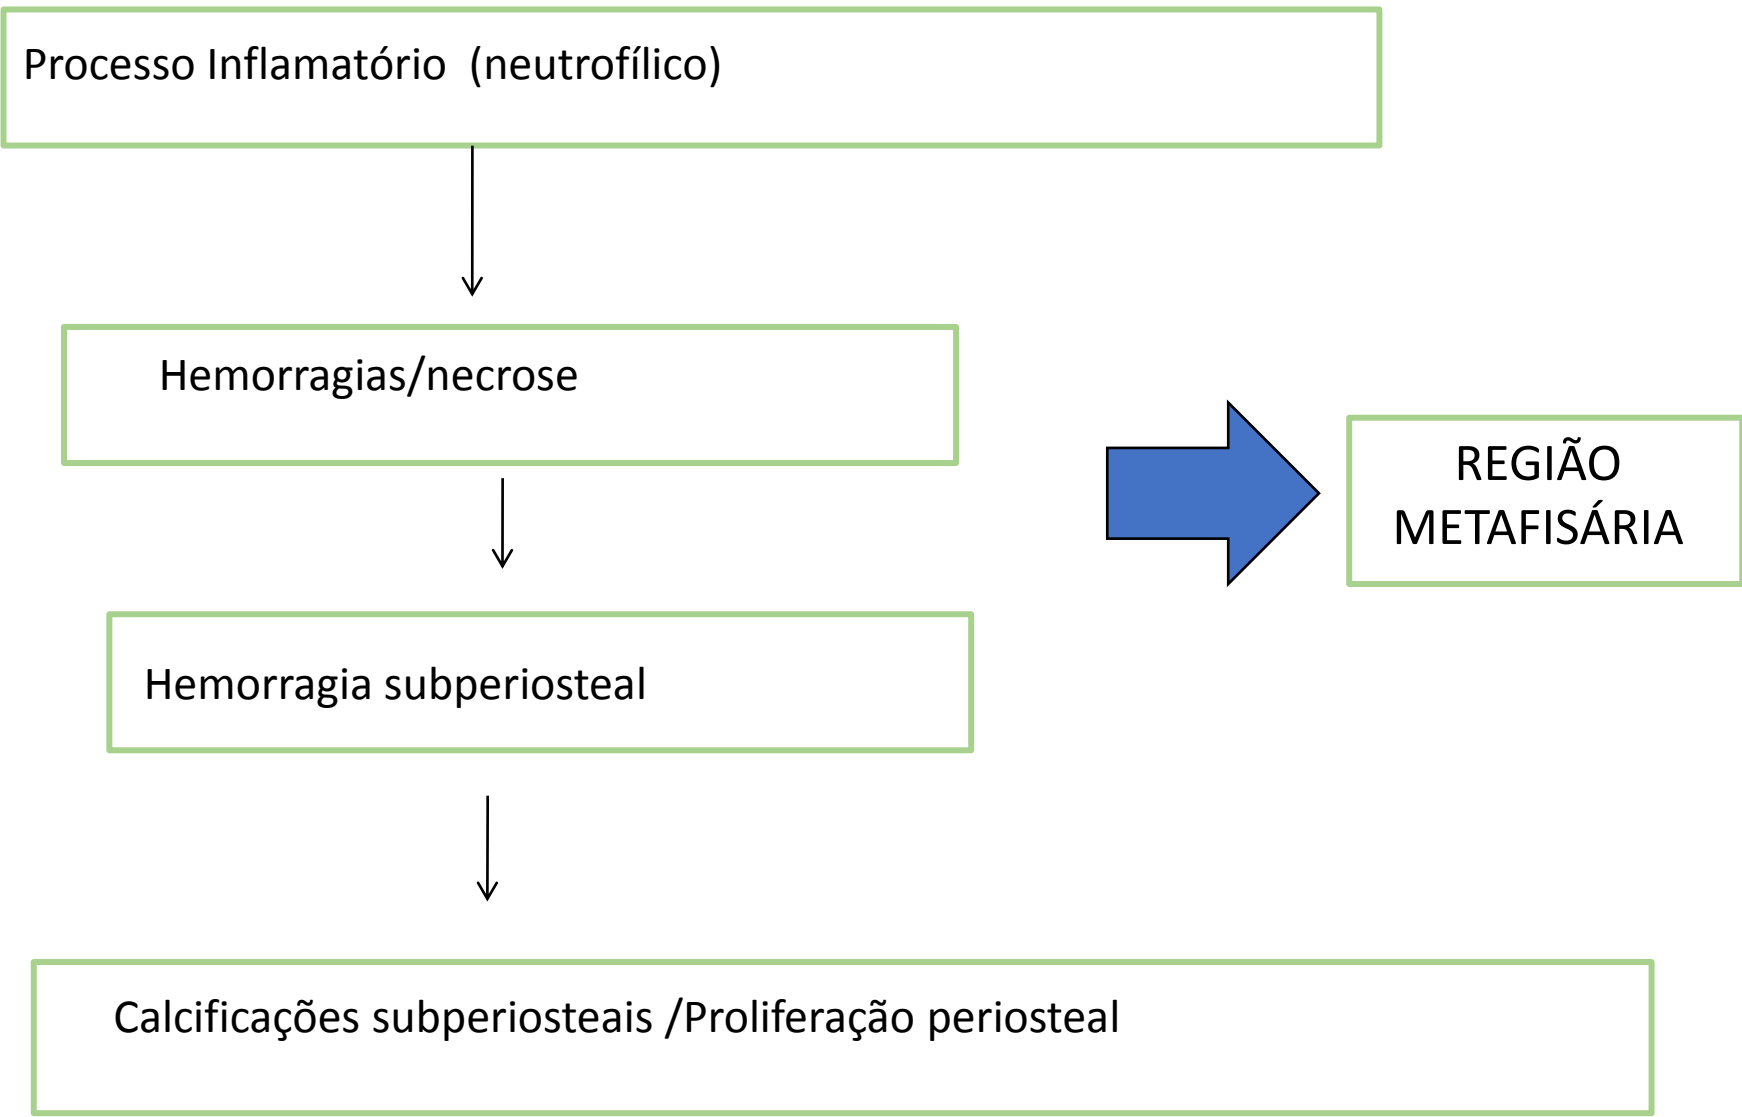 Processo Inflamatório (neutrofílico)
Hemorragias/necrose
REGIÃO
METAFISÁRIA
Hemorragia subperiosteal
Calcificações subperiosteais /Proliferação periosteal